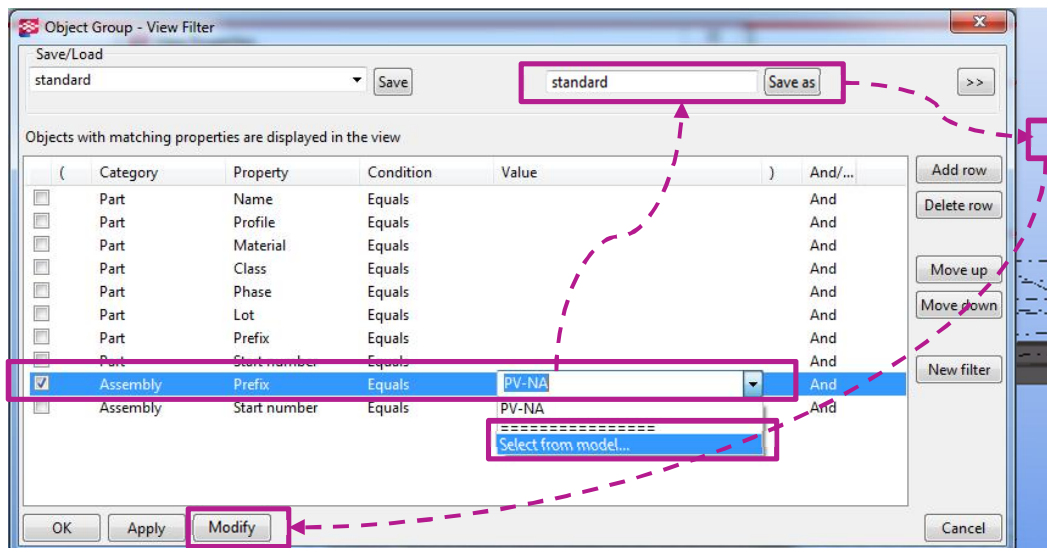 Object Group - View Filter
Save/Load
standard Save standard Save as >>
Objects with matching properties are displayed in the view
( Category Property Condition Value ) And/...
Part Name Equals And
Part Profile Equals And
Part Material Equals And
Part Class Equals And
Part Phase Equals And
Part Lot Equals And
Part Prefix Equals And
Part Start number Equals And
Assembly Prefix Equals PV-NA And
Assembly Start number Equals PV-NA And
================
Select from model...
Add row
Delete row
Move up
Move down
New filter
OK Apply Modify Cancel